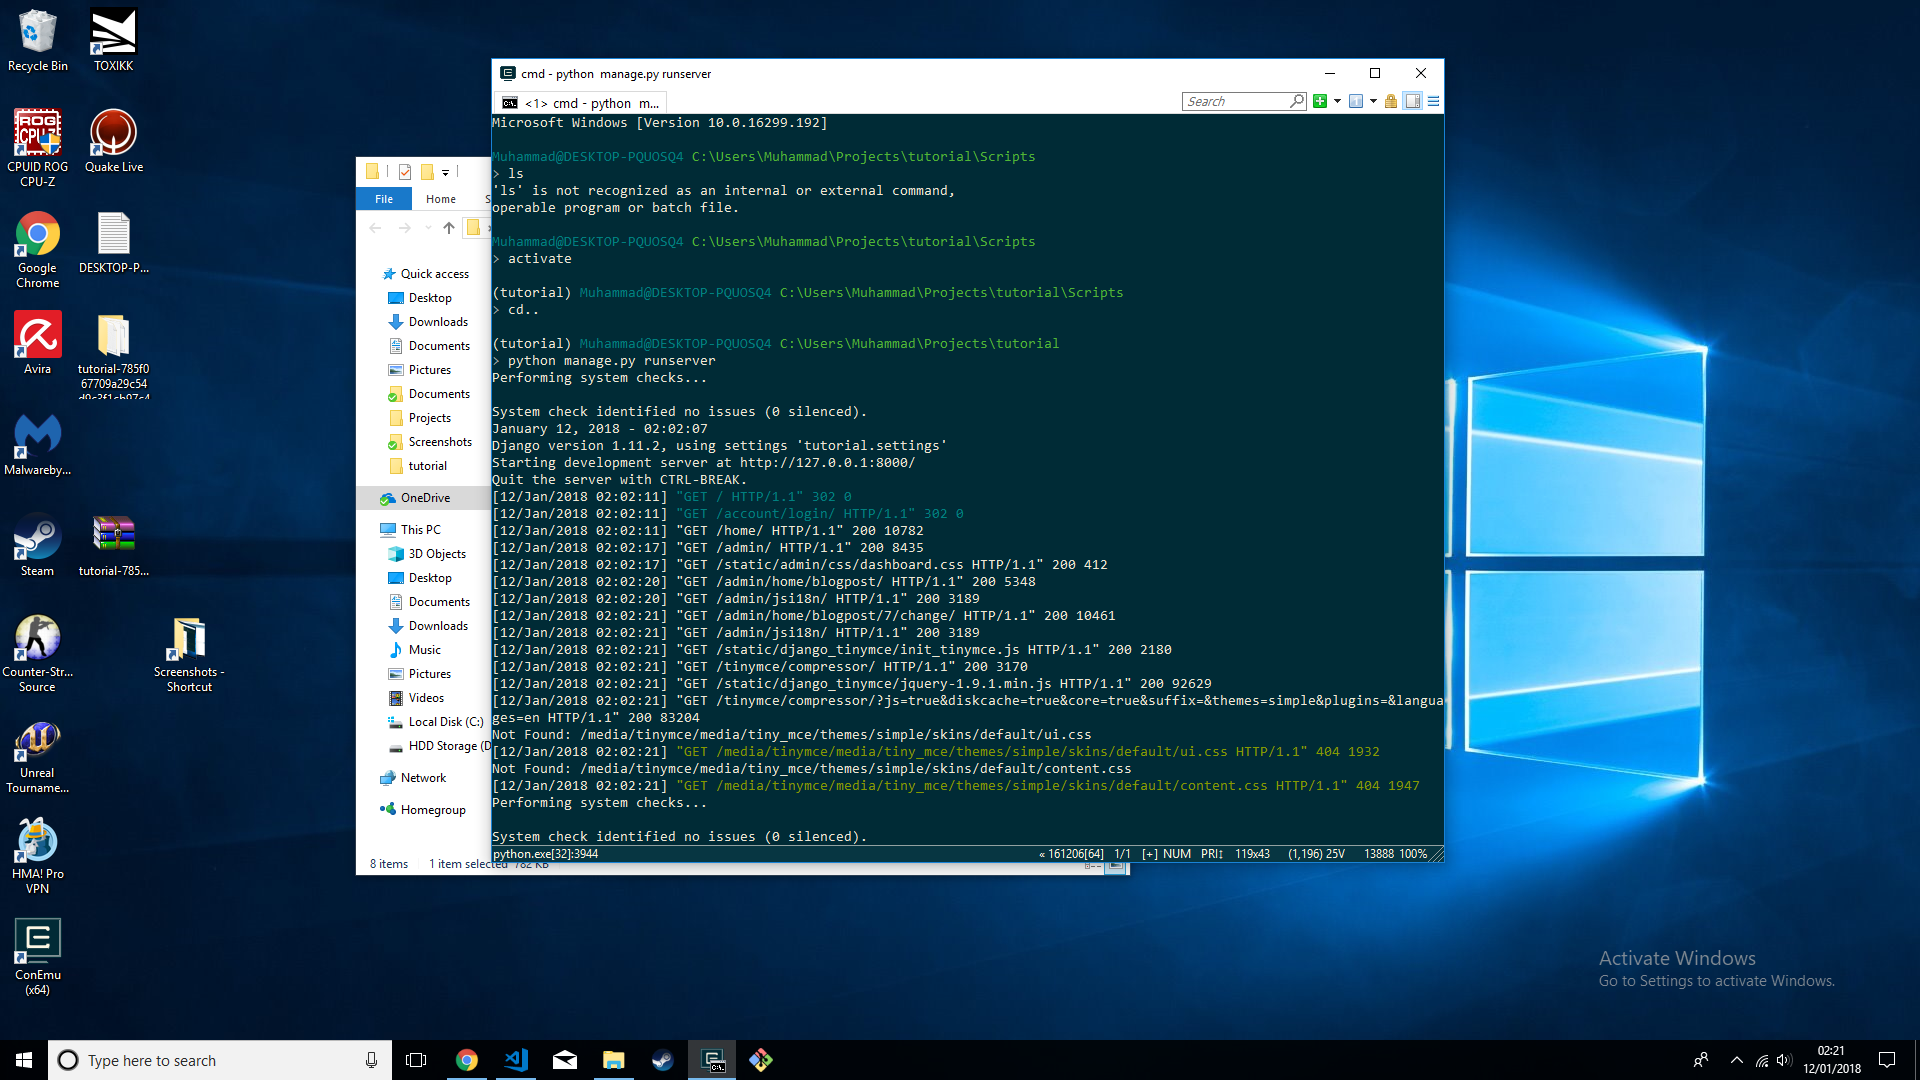 Recycle Bin
TOXIKK
CPUID ROG
CPU-Z
Quake Live
Google
Chrome
DESKTOP-P...
Avira
tutorial-785f0
67709a29c54
Malwareby...
Steam
tutorial-785...
Counter-Str...
Source
Screenshots -
Shortcut
Unreal
Tourname...
HMA! Pro
VPN
ConEmu
(x64)
File
Home
Quick access
Desktop
Downloads
Documents
Pictures
Documents
Projects
Screenshots
tutorial
OneDrive
This PC
3D Objects
Desktop
Documents
Downloads
Music
Pictures
Videos
Local Disk (C:)
HDD Storage (D
Network
Homegroup
8 items
1 item selected 782 KB
cmd - python  manage.py runserver
<1> cmd - python  m...
Search
Microsoft Windows [Version 10.0.16299.192]
Muhammad@DESKTOP-PQUOSQ4 C:\Users\Muhammad\Projects\tutorial\Scripts
> ls
'ls' is not recognized as an internal or external command,
operable program or batch file.
Muhammad@DESKTOP-PQUOSQ4 C:\Users\Muhammad\Projects\tutorial\Scripts
> activate
(tutorial) Muhammad@DESKTOP-PQUOSQ4 C:\Users\Muhammad\Projects\tutorial\Scripts
> cd..
(tutorial) Muhammad@DESKTOP-PQUOSQ4 C:\Users\Muhammad\Projects\tutorial
> python manage.py runserver
Performing system checks...
System check identified no issues (0 silenced).
January 12, 2018 - 02:02:07
Django version 1.11.2, using settings 'tutorial.settings'
Starting development server at http://127.0.0.1:8000/
Quit the server with CTRL-BREAK.
[12/Jan/2018 02:02:11] "GET / HTTP/1.1" 302 0
[12/Jan/2018 02:02:11] "GET /account/login/ HTTP/1.1" 302 0
[12/Jan/2018 02:02:11] "GET /home/ HTTP/1.1" 200 10782
[12/Jan/2018 02:02:17] "GET /admin/ HTTP/1.1" 200 8435
[12/Jan/2018 02:02:17] "GET /static/admin/css/dashboard.css HTTP/1.1" 200 412
[12/Jan/2018 02:02:20] "GET /admin/home/blogpost/ HTTP/1.1" 200 5348
[12/Jan/2018 02:02:20] "GET /admin/jsi18n/ HTTP/1.1" 200 3189
[12/Jan/2018 02:02:21] "GET /admin/home/blogpost/7/change/ HTTP/1.1" 200 10461
[12/Jan/2018 02:02:21] "GET /admin/jsi18n/ HTTP/1.1" 200 3189
[12/Jan/2018 02:02:21] "GET /static/django_tinymce/init_tinymce.js HTTP/1.1" 200 2180
[12/Jan/2018 02:02:21] "GET /tinymce/compressor/ HTTP/1.1" 200 3170
[12/Jan/2018 02:02:21] "GET /static/django_tinymce/jquery-1.9.1.min.js HTTP/1.1" 200 92629
[12/Jan/2018 02:02:21] "GET /tinymce/compressor/?js=true&diskcache=true&core=true&suffix=&themes=simple&plugins=&langua
ges=en HTTP/1.1" 200 83204
Not Found: /media/tinymce/media/tiny_mce/themes/simple/skins/default/ui.css
[12/Jan/2018 02:02:21] "GET /media/tinymce/media/tiny_mce/themes/simple/skins/default/ui.css HTTP/1.1" 404 1932
Not Found: /media/tinymce/media/tiny_mce/themes/simple/skins/default/content.css
[12/Jan/2018 02:02:21] "GET /media/tinymce/media/tiny_mce/themes/simple/skins/default/content.css HTTP/1.1" 404 1947
Performing system checks...
System check identified no issues (0 silenced).
python.exe[32]:3944
« 161206[64] 1/1 [+] NUM PRI↕ 119x43 (1,196) 25V 13888 100%
Activate Windows
Go to Settings to activate Windows.
Type here to search
02:21
12/01/2018